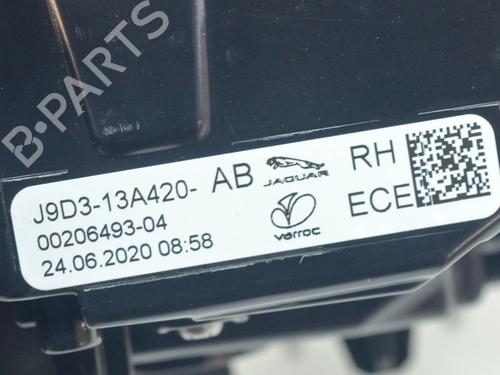 B-PARTS
J9D3-13A420- AB JAGUAR RH
00206493-04 varroc ECE
24.06.2020 08:58